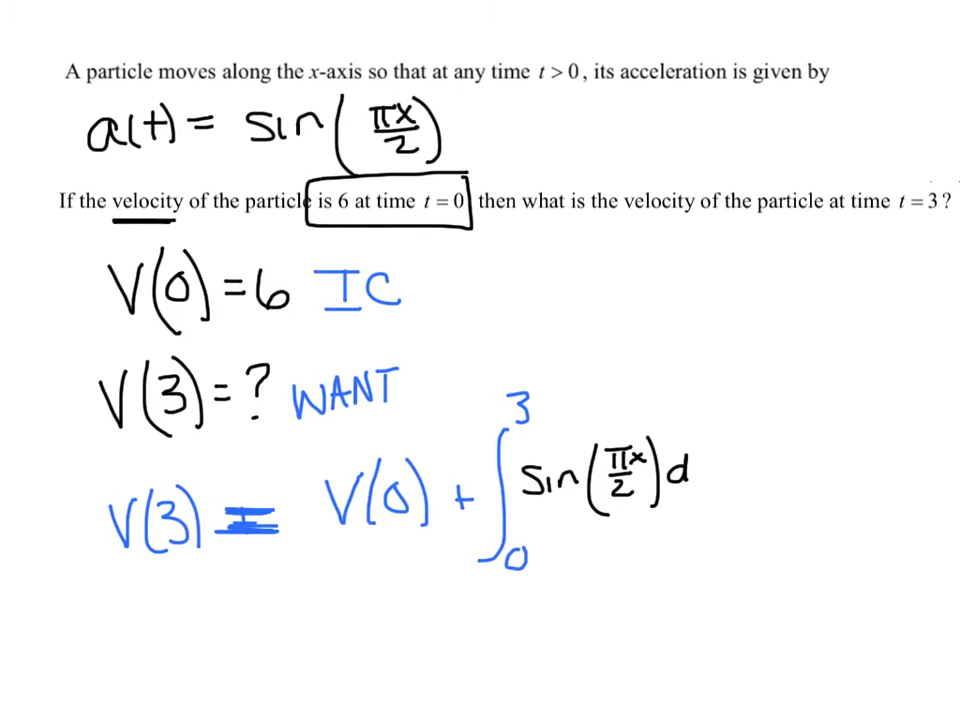 A particle moves along the x-axis so that at any time t > 0, its acceleration is given by
a(t) = sin(πx/2)
If the velocity of the particle is 6 at time t = 0 then what is the velocity of the particle at time t = 3?
V(0) = 6 IC
V(3) = ? WANT
V(3) = V(0) + ∫₀³ sin(πx/2) d